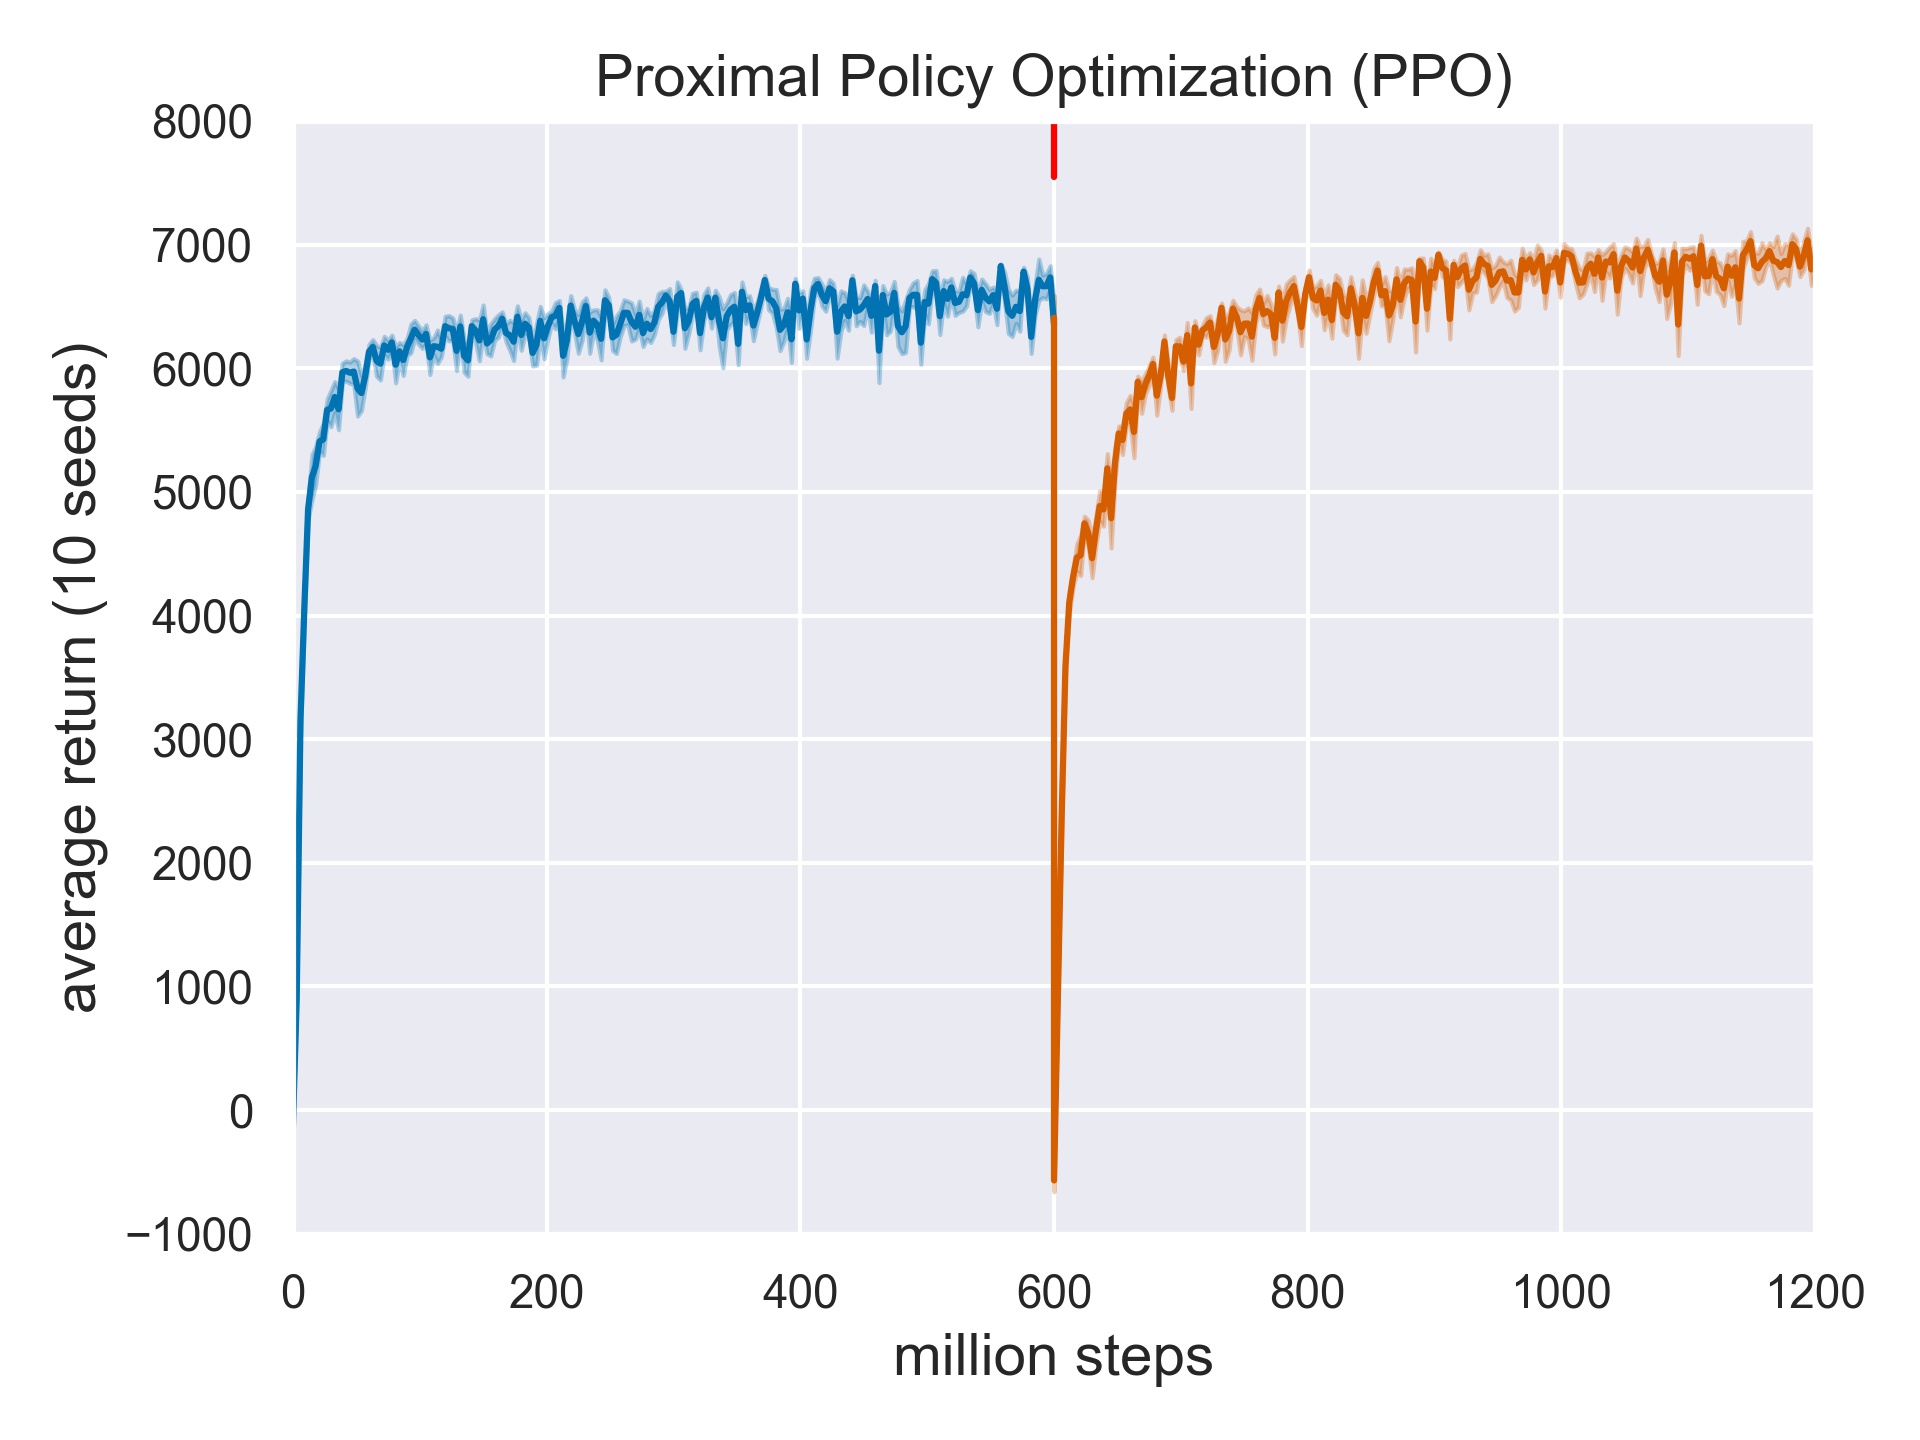 Proximal Policy Optimization (PPO)
8000
7000
6000
5000
4000
3000
2000
1000
0
−1000
average return (10 seeds)
0 200 400 600 800 1000 1200
million steps